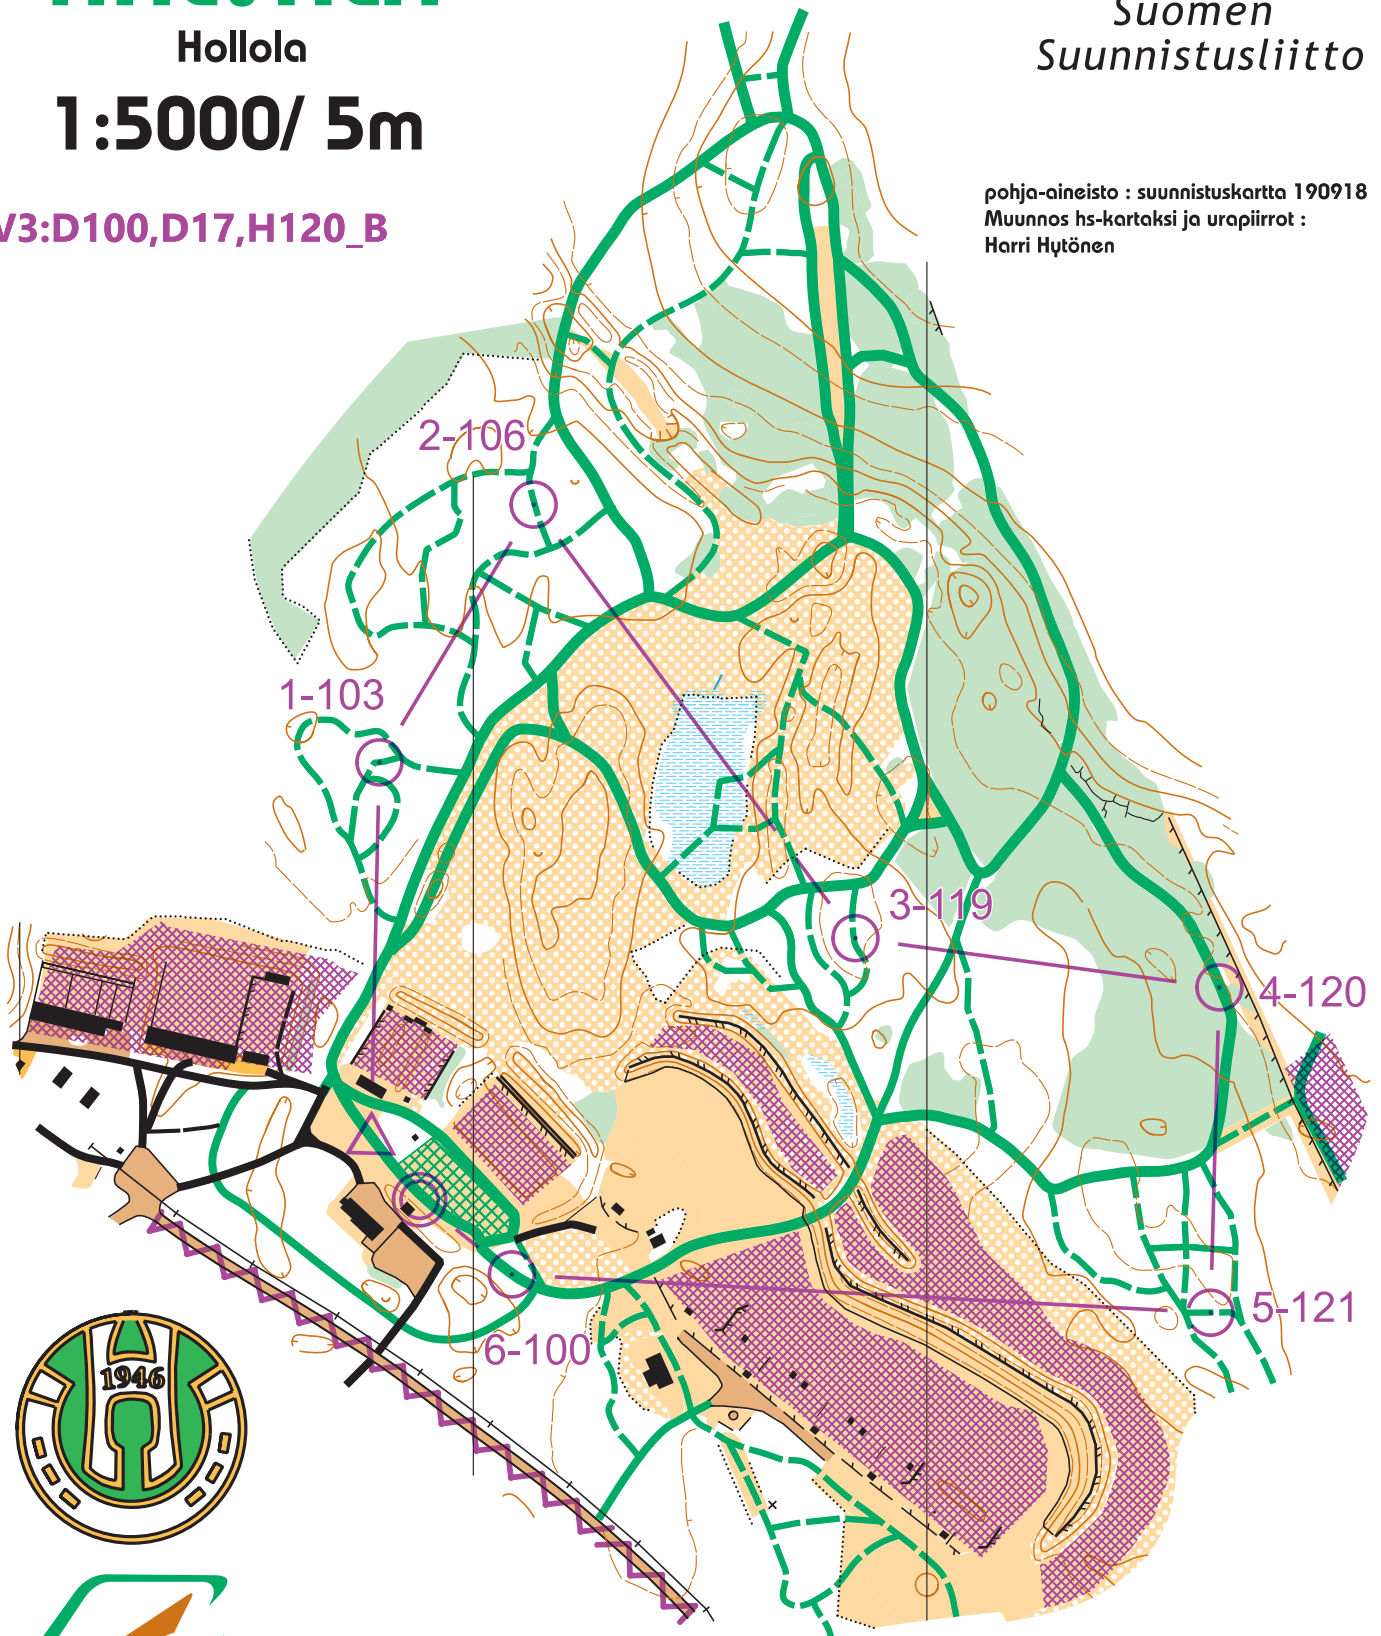 Hollola
1:5000/ 5m
V3:D100,D17,H120_B
Suomen
Suunnistusliitto
pohja-aineisto : suunnistuskartta 190918
Muunnos hs-kartaksi ja urapiirrot :
Harri Hytönen
2-106
1-103
3-119
4-120
5-121
6-100
1946